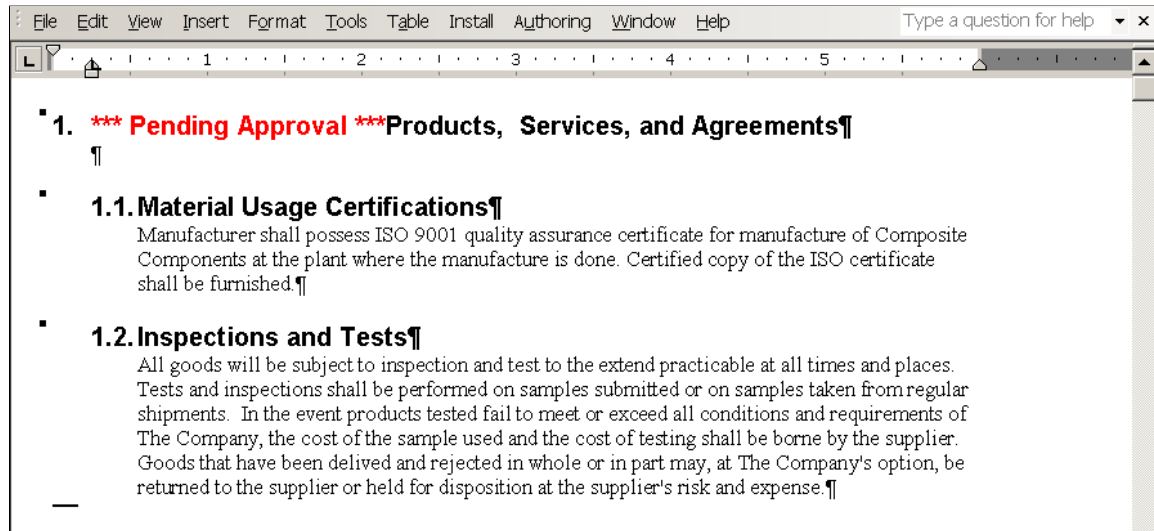 File Edit View Insert Format Tools Table Install Authoring Window Help Type a question for help
L 1 2 3 4 5
1. *** Pending Approval ***Products,  Services, and Agreements¶
¶
1.1. Material Usage Certifications¶
Manufacturer shall possess ISO 9001 quality assurance certificate for manufacture of Composite
Components at the plant where the manufacture is done. Certified copy of the ISO certificate
shall be furnished.¶
1.2. Inspections and Tests¶
All goods will be subject to inspection and test to the extend practicable at all times and places.
Tests and inspections shall be performed on samples submitted or on samples taken from regular
shipments.  In the event products tested fail to meet or exceed all conditions and requirements of
The Company, the cost of the sample used and the cost of testing shall be borne by the supplier.
Goods that have been delived and rejected in whole or in part may, at The Company's option, be
returned to the supplier or held for disposition at the supplier's risk and expense.¶